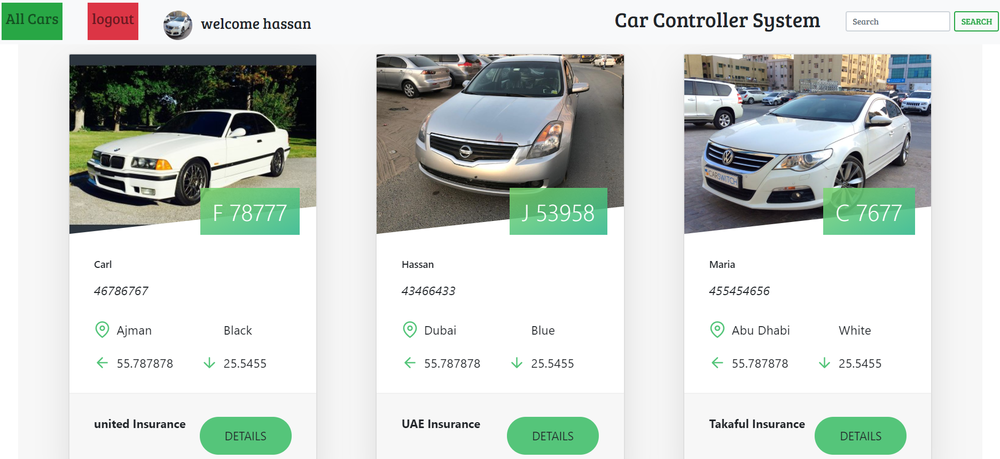 All Cars
logout
welcome hassan
Car Controller System
Search
SEARCH
F 78777
J 53958
CARSWITCH
C 7677
Carl
46786767
Ajman
Black
55.787878
25.5455
united Insurance
DETAILS
Hassan
43466433
Dubai
Blue
55.787878
25.5455
UAE Insurance
DETAILS
Maria
455454656
Abu Dhabi
White
55.787878
25.5455
Takaful Insurance
DETAILS